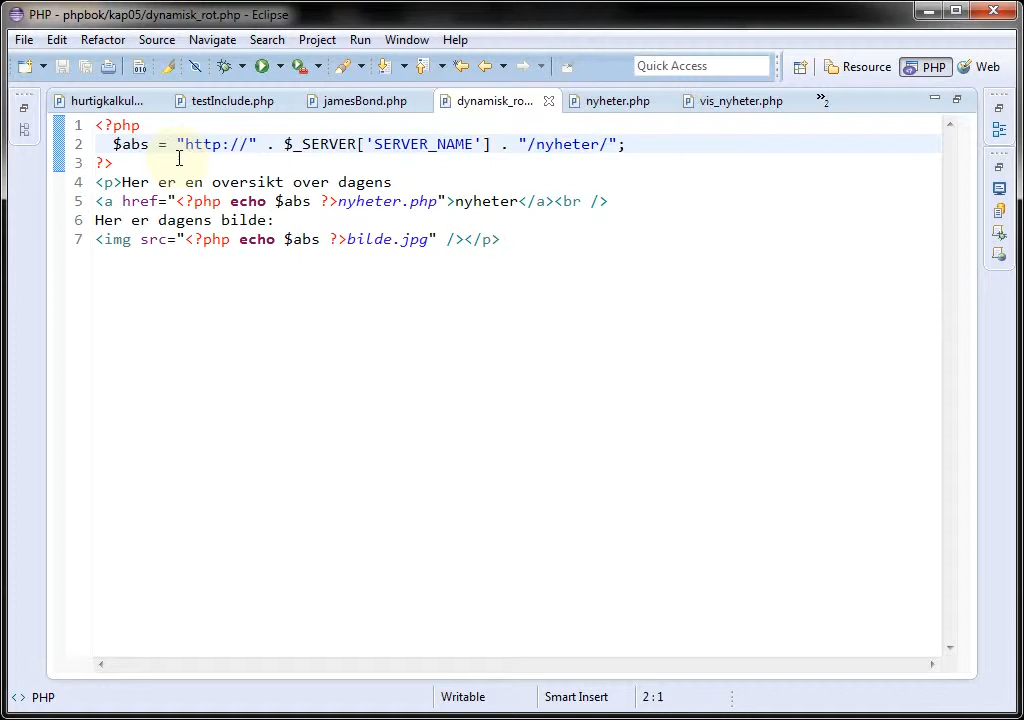 PHP - phpbok/kap05/dynamisk_rot.php - Eclipse
File Edit Refactor Source Navigate Search Project Run Window Help
Quick Access Resource PHP Web
hurtigkalkul... testInclude.php jamesBond.php dynamisk_ro... nyheter.php vis_nyheter.php »2
1 <?php
2 $abs = "http://" . $_SERVER['SERVER_NAME'] . "/nyheter/";
3 ?>
4 <p>Her er en oversikt over dagens
5 <a href="<?php echo $abs ?>nyheter.php">nyheter</a><br />
6 Her er dagens bilde:
7 <img src="<?php echo $abs ?>bilde.jpg" /></p>
<> PHP Writable Smart Insert 2:1